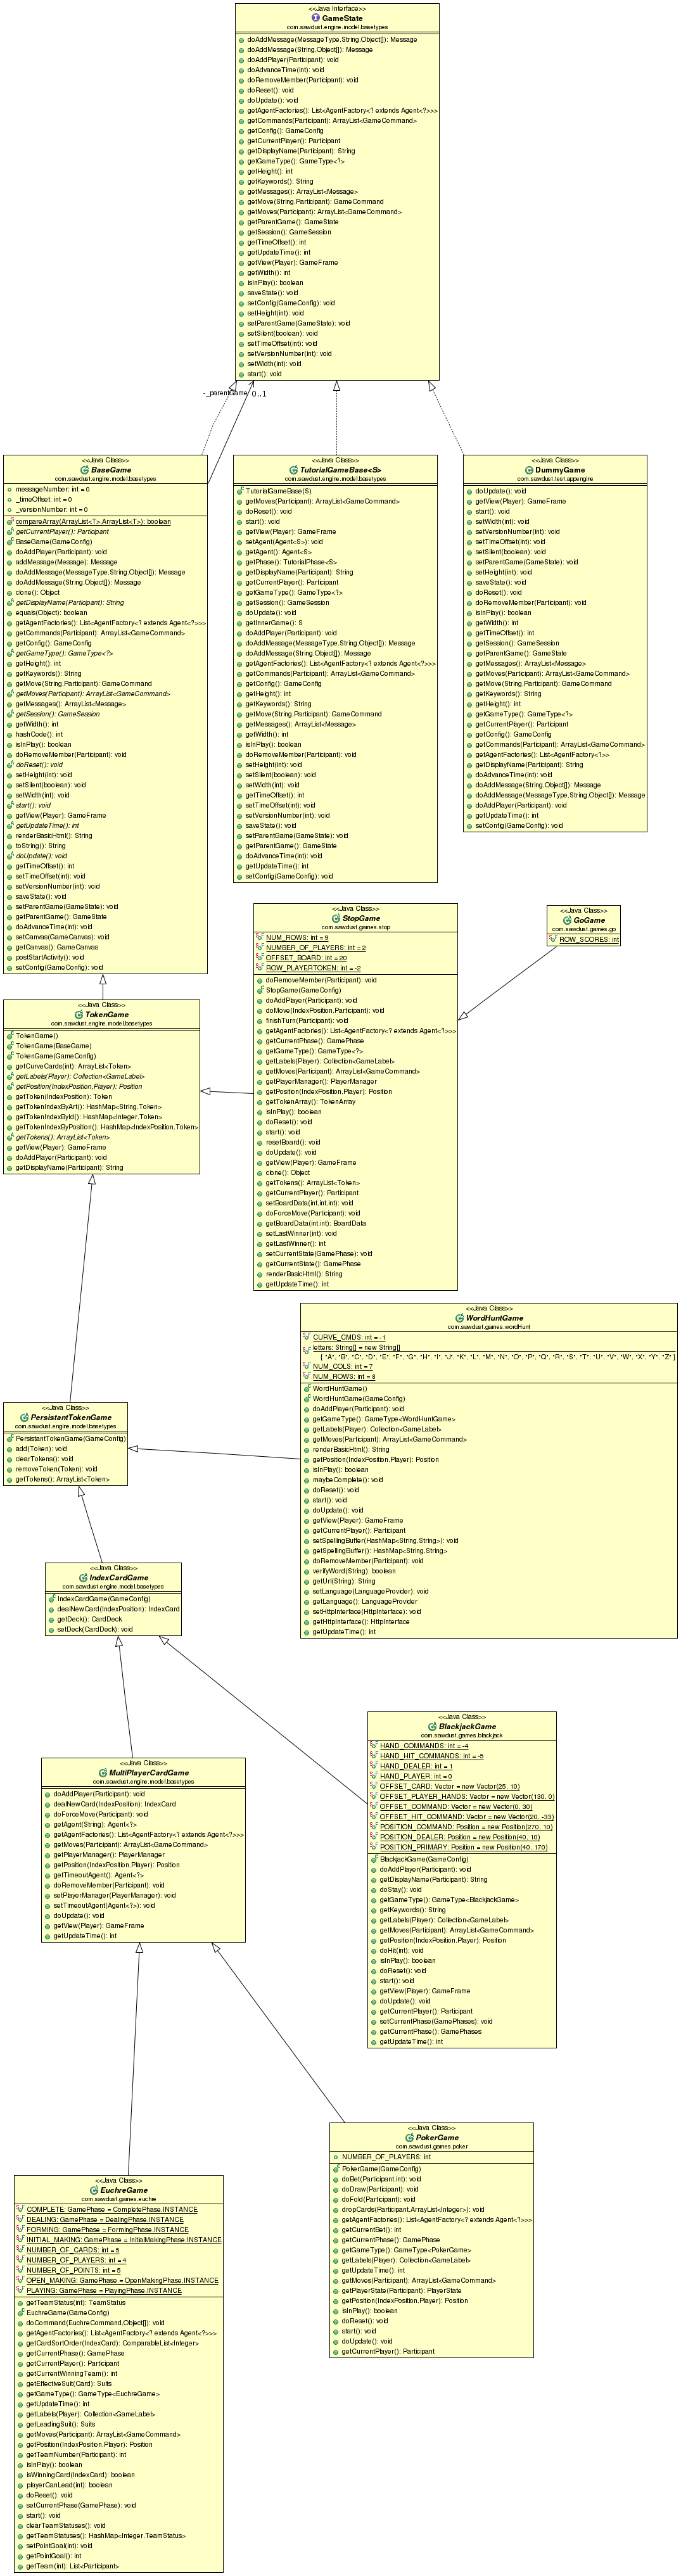 <<Java Interface>>
GameState
com.sawdust.engine.model.basetypes
doAddMessage(MessageType.String.Object[]): Message
doAddMessage(String.Object[]): Message
doAddPlayer(Participant): void
doAdvanceTime(int): void
doRemoveMember(Participant): void
doReset(): void
doUpdate(): void
getAgentFactories(): List<AgentFactory<? extends Agent<?>>>
getCommands(Participant): ArrayList<GameCommand>
getConfig(): GameConfig
getCurrentPlayer(): Participant
getDisplayName(Participant): String
getGameType(): GameType<?>
getHeight(): int
getKeywords(): String
getMessages(): ArrayList<Message>
getMove(String.Participant): GameCommand
getMoves(Participant): ArrayList<GameCommand>
getParentGame(): GameState
getSession(): GameSession
getTimeOffset(): int
getUpdateTime(): int
getView(Player): GameFrame
getWidth(): int
isInPlay(): boolean
saveState(): void
setConfig(GameConfig): void
setHeight(int): void
setParentGame(GameState): void
setSilent(boolean): void
setTimeOffset(int): void
setVersionNumber(int): void
setWidth(int): void
start(): void
-_parentGame 0..1
<<Java Class>>
BaseGame
com.sawdust.engine.model.basetypes
messageNumber: int = 0
_timeOffset: int = 0
_versionNumber: int = 0
compareArray(ArrayList<T>.ArrayList<T>): boolean
getCurrentPlayer(): Participant
BaseGame(GameConfig)
doAddPlayer(Participant): void
addMessage(Message): Message
doAddMessage(MessageType.String.Object[]): Message
doAddMessage(String.Object[]): Message
clone(): Object
getDisplayName(Participant): String
equals(Object): boolean
getAgentFactories(): List<AgentFactory<? extends Agent<?>>>
getCommands(Participant): ArrayList<GameCommand>
getConfig(): GameConfig
getGameType(): GameType<?>
getHeight(): int
getKeywords(): String
getMove(String.Participant): GameCommand
getMoves(Participant): ArrayList<GameCommand>
getMessages(): ArrayList<Message>
getSession(): GameSession
getWidth(): int
hashCode(): int
isInPlay(): boolean
doRemoveMember(Participant): void
doReset(): void
setHeight(int): void
setSilent(boolean): void
setWidth(int): void
start(): void
getView(Player): GameFrame
getUpdateTime(): int
renderBasicHtml(): String
toString(): String
doUpdate(): void
getTimeOffset(): int
setTimeOffset(int): void
setVersionNumber(int): void
saveState(): void
setParentGame(GameState): void
getParentGame(): GameState
doAdvanceTime(int): void
setCanvas(GameCanvas): void
getCanvas(): GameCanvas
postStartActivity(): void
setConfig(GameConfig): void
<<Java Class>>
TutorialGameBase<S>
com.sawdust.engine.model.basetypes
TutorialGameBase(S)
getMoves(Participant): ArrayList<GameCommand>
doReset(): void
start(): void
getView(Player): GameFrame
setAgent(Agent<S>): void
getAgent(): Agent<S>
getPhase(): TutorialPhase<S>
getDisplayName(Participant): String
getCurrentPlayer(): Participant
getGameType(): GameType<?>
getSession(): GameSession
doUpdate(): void
getInnerGame(): S
doAddPlayer(Participant): void
doAddMessage(MessageType.String.Object[]): Message
doAddMessage(String.Object[]): Message
getAgentFactories(): List<AgentFactory<? extends Agent<?>>>
getCommands(Participant): ArrayList<GameCommand>
getConfig(): GameConfig
getHeight(): int
getKeywords(): String
getMove(String.Participant): GameCommand
getMessages(): ArrayList<Message>
getWidth(): int
isInPlay(): boolean
doRemoveMember(Participant): void
setHeight(int): void
setSilent(boolean): void
setWidth(int): void
getTimeOffset(): int
setTimeOffset(int): void
setVersionNumber(int): void
saveState(): void
setParentGame(GameState): void
getParentGame(): GameState
doAdvanceTime(int): void
getUpdateTime(): int
setConfig(GameConfig): void
<<Java Class>>
DummyGame
com.sawdust.test.appengine
doUpdate(): void
getView(Player): GameFrame
start(): void
setWidth(int): void
setVersionNumber(int): void
setTimeOffset(int): void
setSilent(boolean): void
setParentGame(GameState): void
setHeight(int): void
saveState(): void
doReset(): void
doRemoveMember(Participant): void
isInPlay(): boolean
getWidth(): int
getTimeOffset(): int
getSession(): GameSession
getParentGame(): GameState
getMessages(): ArrayList<Message>
getMoves(Participant): ArrayList<GameCommand>
getMove(String.Participant): GameCommand
getKeywords(): String
getHeight(): int
getGameType(): GameType<?>
getCurrentPlayer(): Participant
getConfig(): GameConfig
getCommands(Participant): ArrayList<GameCommand>
getAgentFactories(): List<AgentFactory<?>>
getDisplayName(Participant): String
doAdvanceTime(int): void
doAddMessage(String.Object[]): Message
doAddMessage(MessageType.String.Object[]): Message
doAddPlayer(Participant): void
getUpdateTime(): int
setConfig(GameConfig): void
<<Java Class>>
StopGame
com.sawdust.games.stop
NUM_ROWS: int = 9
NUMBER_OF_PLAYERS: int = 2
OFFSET_BOARD: int = 20
ROW_PLAYERTOKEN: int = -2
doRemoveMember(Participant): void
StopGame(GameConfig)
doAddPlayer(Participant): void
doMove(IndexPosition.Participant): void
finishTurn(Participant): void
getAgentFactories(): List<AgentFactory<? extends Agent<?>>>
getCurrentPhase(): GamePhase
getGameType(): GameType<?>
getLabels(Player): Collection<GameLabel>
getMoves(Participant): ArrayList<GameCommand>
getPlayerManager(): PlayerManager
getPosition(IndexPosition.Player): Position
getTokenArray(): TokenArray
isInPlay(): boolean
doReset(): void
start(): void
resetBoard(): void
doUpdate(): void
getView(Player): GameFrame
clone(): Object
getTokens(): ArrayList<Token>
getCurrentPlayer(): Participant
setBoardData(int.int.int): void
doForceMove(Participant): void
getBoardData(int.int): BoardData
setLastWinner(int): void
getLastWinner(): int
setCurrentState(GamePhase): void
getCurrentState(): GamePhase
renderBasicHtml(): String
getUpdateTime(): int
<<Java Class>>
GoGame
com.sawdust.games.go
ROW_SCORES: int
<<Java Class>>
TokenGame
com.sawdust.engine.model.basetypes
TokenGame()
TokenGame(BaseGame)
TokenGame(GameConfig)
getCurveCards(int): ArrayList<Token>
getLabels(Player): Collection<GameLabel>
getPosition(IndexPosition.Player): Position
getToken(IndexPosition): Token
getTokenIndexByArt(): HashMap<String.Token>
getTokenIndexById(): HashMap<Integer.Token>
getTokenIndexByPosition(): HashMap<IndexPosition.Token>
getTokens(): ArrayList<Token>
getView(Player): GameFrame
doAddPlayer(Participant): void
getDisplayName(Participant): String
<<Java Class>>
WordHuntGame
com.sawdust.games.wordHunt
CURVE_CMDS: int = -1
letters: String[] = new String[]
{ "A", "B", "C", "D", "E", "F", "G", "H", "I", "J", "K", "L", "M", "N", "O", "P", "Q", "R", "S", "T", "U", "V", "W", "X", "Y", "Z" }
NUM_COLS: int = 7
NUM_ROWS: int = 8
WordHuntGame()
WordHuntGame(GameConfig)
doAddPlayer(Participant): void
getGameType(): GameType<WordHuntGame>
getLabels(Player): Collection<GameLabel>
getMoves(Participant): ArrayList<GameCommand>
renderBasicHtml(): String
getPosition(IndexPosition.Player): Position
isInPlay(): boolean
maybeComplete(): void
doReset(): void
start(): void
doUpdate(): void
getView(Player): GameFrame
getCurrentPlayer(): Participant
setSpellingBuffer(HashMap<String.String>): void
getSpellingBuffer(): HashMap<String.String>
doRemoveMember(Participant): void
verifyWord(String): boolean
getUrl(String): String
setLanguage(LanguageProvider): void
getLanguage(): LanguageProvider
setHttpInterface(HttpInterface): void
getHttpInterface(): HttpInterface
getUpdateTime(): int
<<Java Class>>
PersistantTokenGame
com.sawdust.engine.model.basetypes
PersistantTokenGame(GameConfig)
add(Token): void
clearTokens(): void
removeToken(Token): void
getTokens(): ArrayList<Token>
<<Java Class>>
IndexCardGame
com.sawdust.engine.model.basetypes
IndexCardGame(GameConfig)
dealNewCard(IndexPosition): IndexCard
getDeck(): CardDeck
setDeck(CardDeck): void
<<Java Class>>
BlackjackGame
com.sawdust.games.blackjack
HAND_COMMANDS: int = -4
HAND_HIT_COMMANDS: int = -5
HAND_DEALER: int = 1
HAND_PLAYER: int = 0
OFFSET_CARD: Vector = new Vector(25, 10)
OFFSET_PLAYER_HANDS: Vector = new Vector(130, 0)
OFFSET_COMMAND: Vector = new Vector(0, 30)
OFFSET_HIT_COMMAND: Vector = new Vector(20, -33)
POSITION_COMMAND: Position = new Position(270, 10)
POSITION_DEALER: Position = new Position(40, 10)
POSITION_PRIMARY: Position = new Position(40, 170)
BlackjackGame(GameConfig)
doAddPlayer(Participant): void
getDisplayName(Participant): String
doStay(): void
getGameType(): GameType<BlackjackGame>
getKeywords(): String
getLabels(Player): Collection<GameLabel>
getMoves(Participant): ArrayList<GameCommand>
getPosition(IndexPosition.Player): Position
doHit(int): void
isInPlay(): boolean
doReset(): void
start(): void
getView(Player): GameFrame
doUpdate(): void
getCurrentPlayer(): Participant
setCurrentPhase(GamePhases): void
getCurrentPhase(): GamePhases
getUpdateTime(): int
<<Java Class>>
MultiPlayerCardGame
com.sawdust.engine.model.basetypes
doAddPlayer(Participant): void
dealNewCard(IndexPosition): IndexCard
doForceMove(Participant): void
getAgent(String): Agent<?>
getAgentFactories(): List<AgentFactory<? extends Agent<?>>>
getMoves(Participant): ArrayList<GameCommand>
getPlayerManager(): PlayerManager
getPosition(IndexPosition.Player): Position
getTimeoutAgent(): Agent<?>
doRemoveMember(Participant): void
setPlayerManager(PlayerManager): void
setTimeoutAgent(Agent<?>): void
doUpdate(): void
getView(Player): GameFrame
getUpdateTime(): int
<<Java Class>>
PokerGame
com.sawdust.games.poker
NUMBER_OF_PLAYERS: int
PokerGame(GameConfig)
doBet(Participant.int): void
doDraw(Participant): void
doFold(Participant): void
dropCards(Participant.ArrayList<Integer>): void
getAgentFactories(): List<AgentFactory<? extends Agent<?>>>
getCurrentBet(): int
getCurrentPhase(): GamePhase
getGameType(): GameType<PokerGame>
getLabels(Player): Collection<GameLabel>
getUpdateTime(): int
getMoves(Participant): ArrayList<GameCommand>
getPlayerState(Participant): PlayerState
getPosition(IndexPosition.Player): Position
isInPlay(): boolean
doReset(): void
start(): void
doUpdate(): void
getCurrentPlayer(): Participant
<<Java Class>>
EuchreGame
com.sawdust.games.euchre
COMPLETE: GamePhase = CompletePhase.INSTANCE
DEALING: GamePhase = DealingPhase.INSTANCE
FORMING: GamePhase = FormingPhase.INSTANCE
INITIAL_MAKING: GamePhase = InitialMakingPhase.INSTANCE
NUMBER_OF_CARDS: int = 5
NUMBER_OF_PLAYERS: int = 4
NUMBER_OF_POINTS: int = 5
OPEN_MAKING: GamePhase = OpenMakingPhase.INSTANCE
PLAYING: GamePhase = PlayingPhase.INSTANCE
getTeamStatus(int): TeamStatus
EuchreGame(GameConfig)
doCommand(EuchreCommand.Object[]): void
getAgentFactories(): List<AgentFactory<? extends Agent<?>>>
getCardSortOrder(IndexCard): ComparableList<Integer>
getCurrentPhase(): GamePhase
getCurrentPlayer(): Participant
getCurrentWinningTeam(): int
getEffectiveSuit(Card): Suits
getGameType(): GameType<EuchreGame>
getUpdateTime(): int
getLabels(Player): Collection<GameLabel>
getLeadingSuit(): Suits
getMoves(Participant): ArrayList<GameCommand>
getPosition(IndexPosition.Player): Position
getTeamNumber(Participant): int
isInPlay(): boolean
isWinningCard(IndexCard): boolean
playerCanLead(int): boolean
doReset(): void
setCurrentPhase(GamePhase): void
start(): void
clearTeamStatuses(): void
getTeamStatuses(): HashMap<Integer.TeamStatus>
setPointGoal(int): void
getPointGoal(): int
getTeam(int): List<Participant>